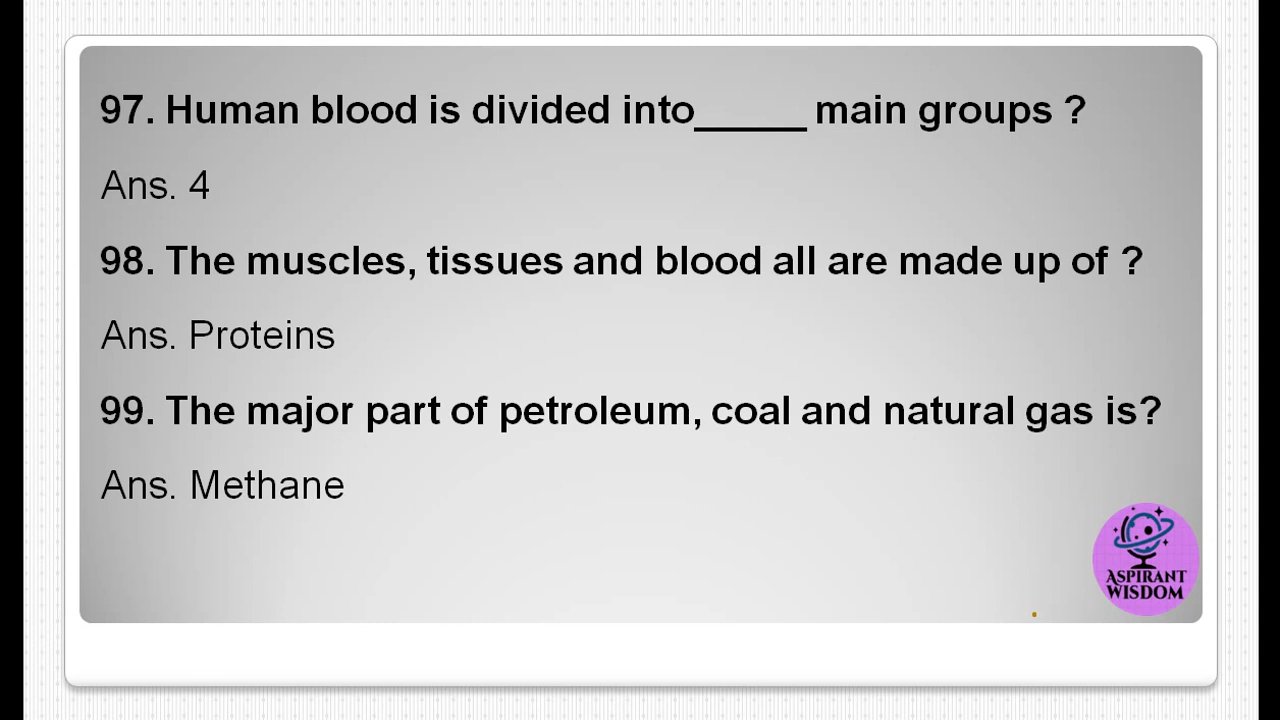 97. Human blood is divided into_____ main groups ?
Ans. 4
98. The muscles, tissues and blood all are made up of ?
Ans. Proteins
99. The major part of petroleum, coal and natural gas is?
Ans. Methane
ASPIRANT
WISDOM